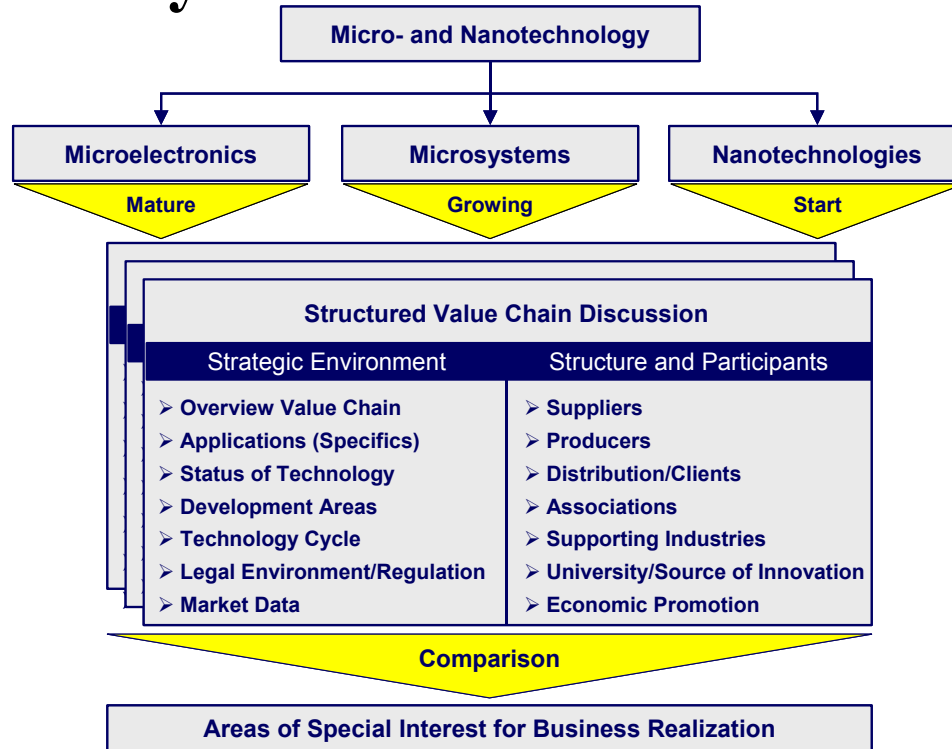 y
Micro- and Nanotechnology
Microelectronics
Microsystems
Nanotechnologies
Mature
Growing
Start
Structured Value Chain Discussion
Strategic Environment
Structure and Participants
➢ Overview Value Chain
➢ Applications (Specifics)
➢ Status of Technology
➢ Development Areas
➢ Technology Cycle
➢ Legal Environment/Regulation
➢ Market Data
➢ Suppliers
➢ Producers
➢ Distribution/Clients
➢ Associations
➢ Supporting Industries
➢ University/Source of Innovation
➢ Economic Promotion
Comparison
Areas of Special Interest for Business Realization